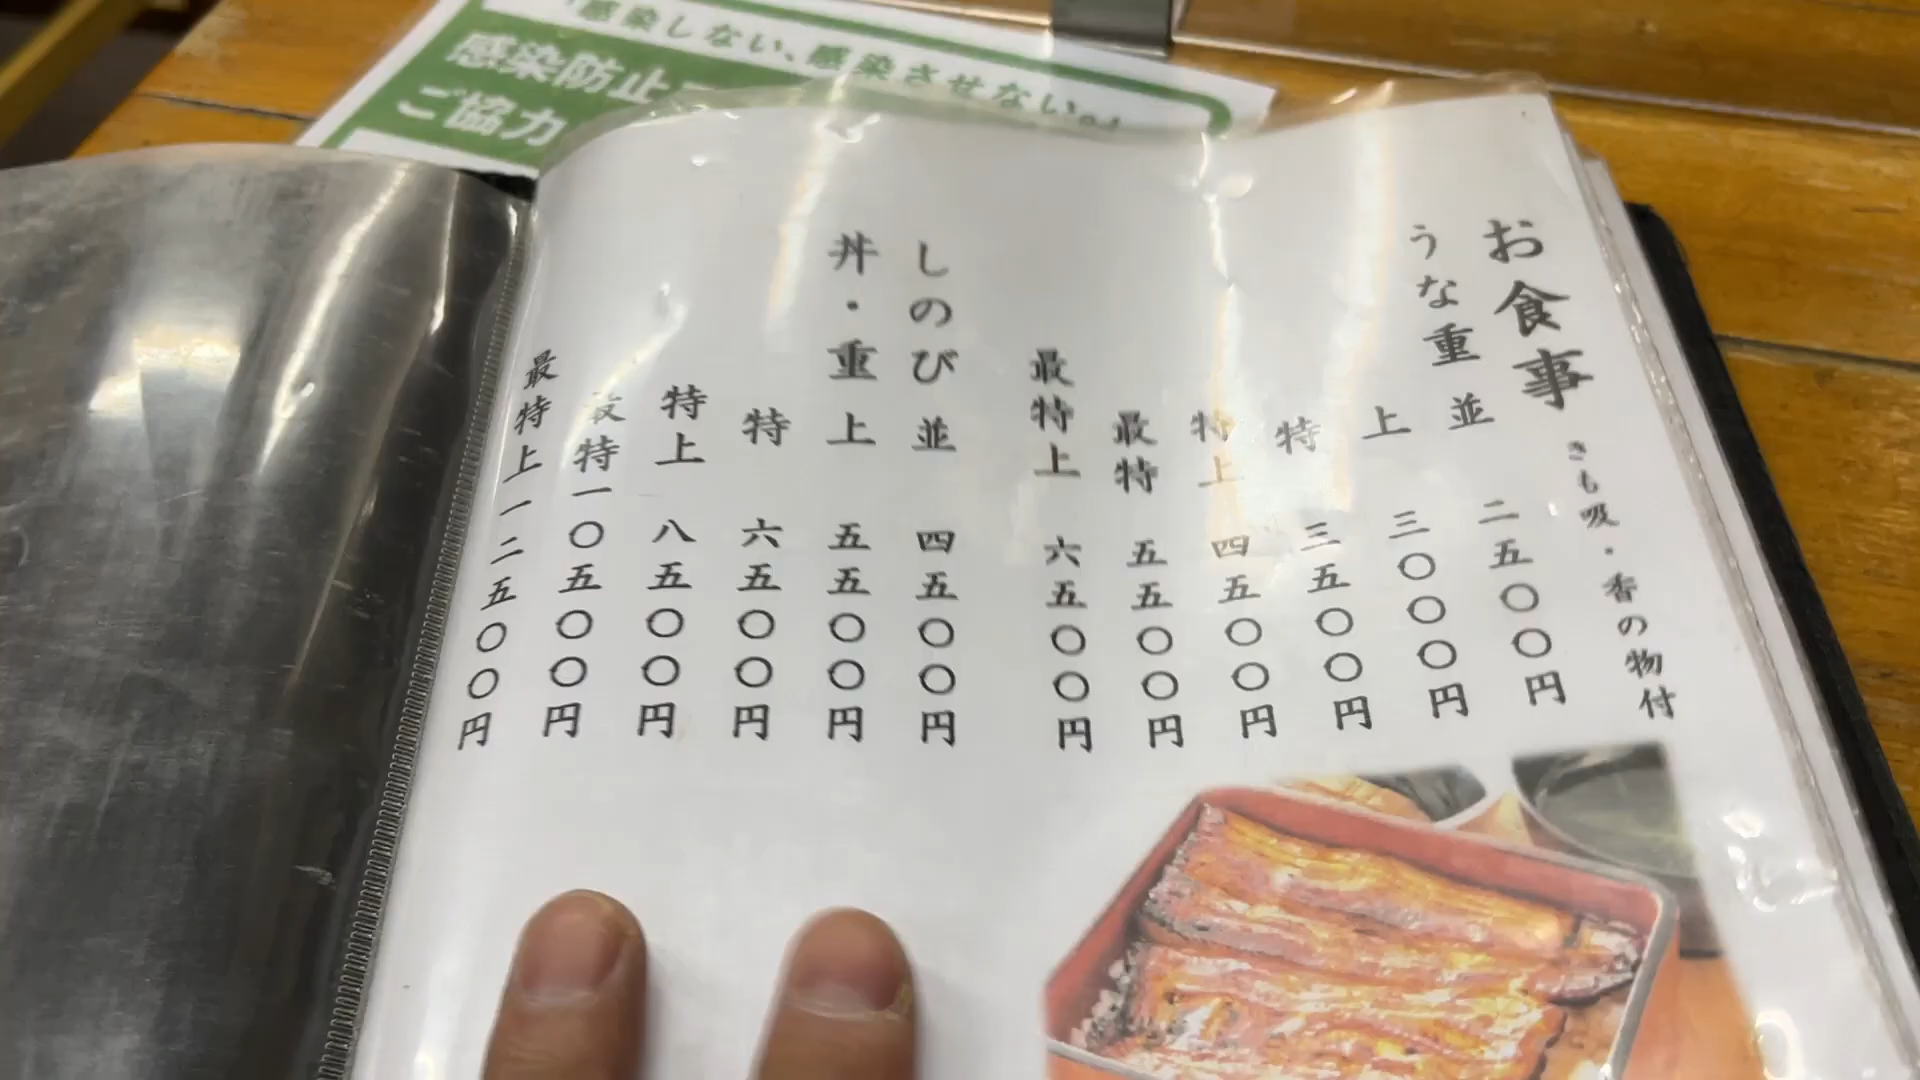 「感染しない、感染させない。」
感染防止
ご協力
お食事 きも吸・香の物付
うな重 並 二五〇〇円
上 三〇〇〇円
特 三五〇〇円
特上 四五〇〇円
最特 五五〇〇円
最特上 六五〇〇円
しのび 並 四五〇〇円
丼・重 上 五五〇〇円
特 六五〇〇円
特上 八五〇〇円
最特 一〇五〇〇円
最特上 一二五〇〇円